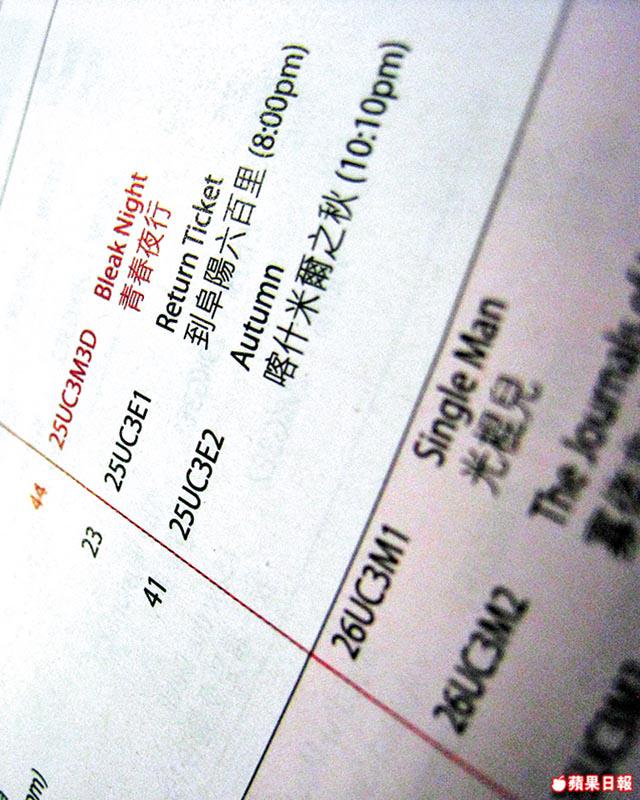 44
25UC3M3D
Bleak Night
青春夜行
23
25UC3E1
Return Ticket
到阜陽六百里 (8:00pm)
41
25UC3E2
Autumn
喀什米爾之秋 (10:10pm)
26UC3M1
Single Man
光棍兒
26UC3M2
The Journals of
蘋果日報